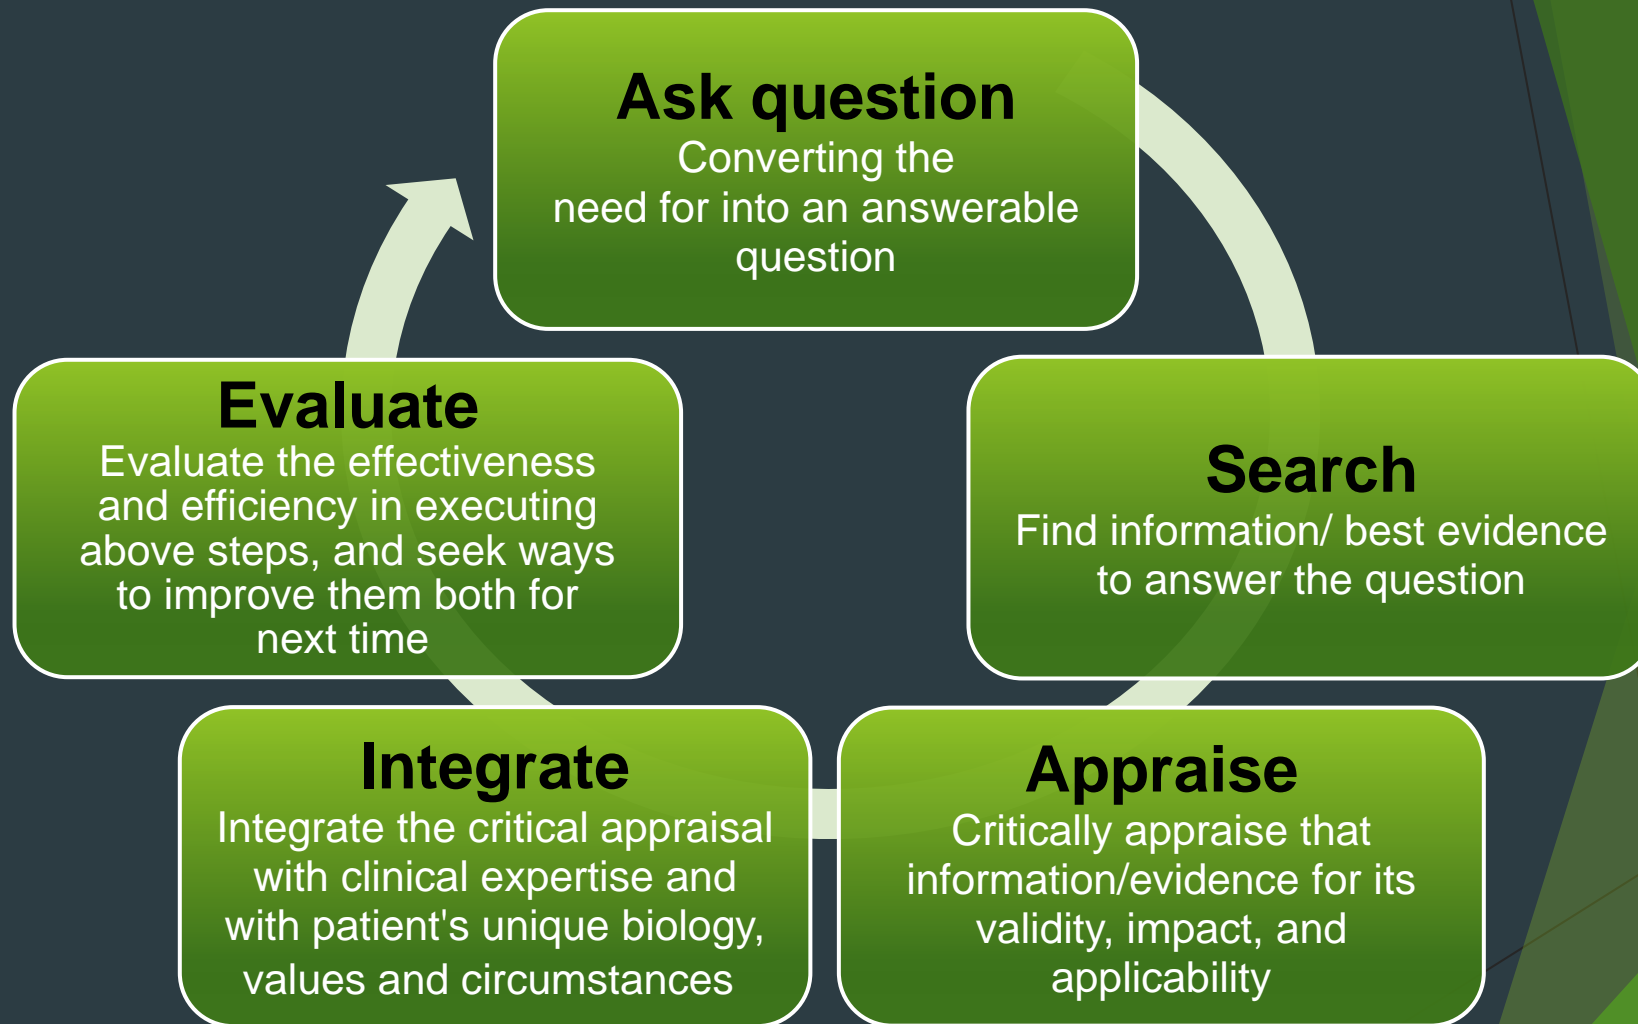 Ask question
Converting the
need for into an answerable
question
Search
Find information/ best evidence
to answer the question
Appraise
Critically appraise that
information/evidence for its
validity, impact, and
applicability
Integrate
Integrate the critical appraisal
with clinical expertise and
with patient's unique biology,
values and circumstances
Evaluate
Evaluate the effectiveness
and efficiency in executing
above steps, and seek ways
to improve them both for
next time